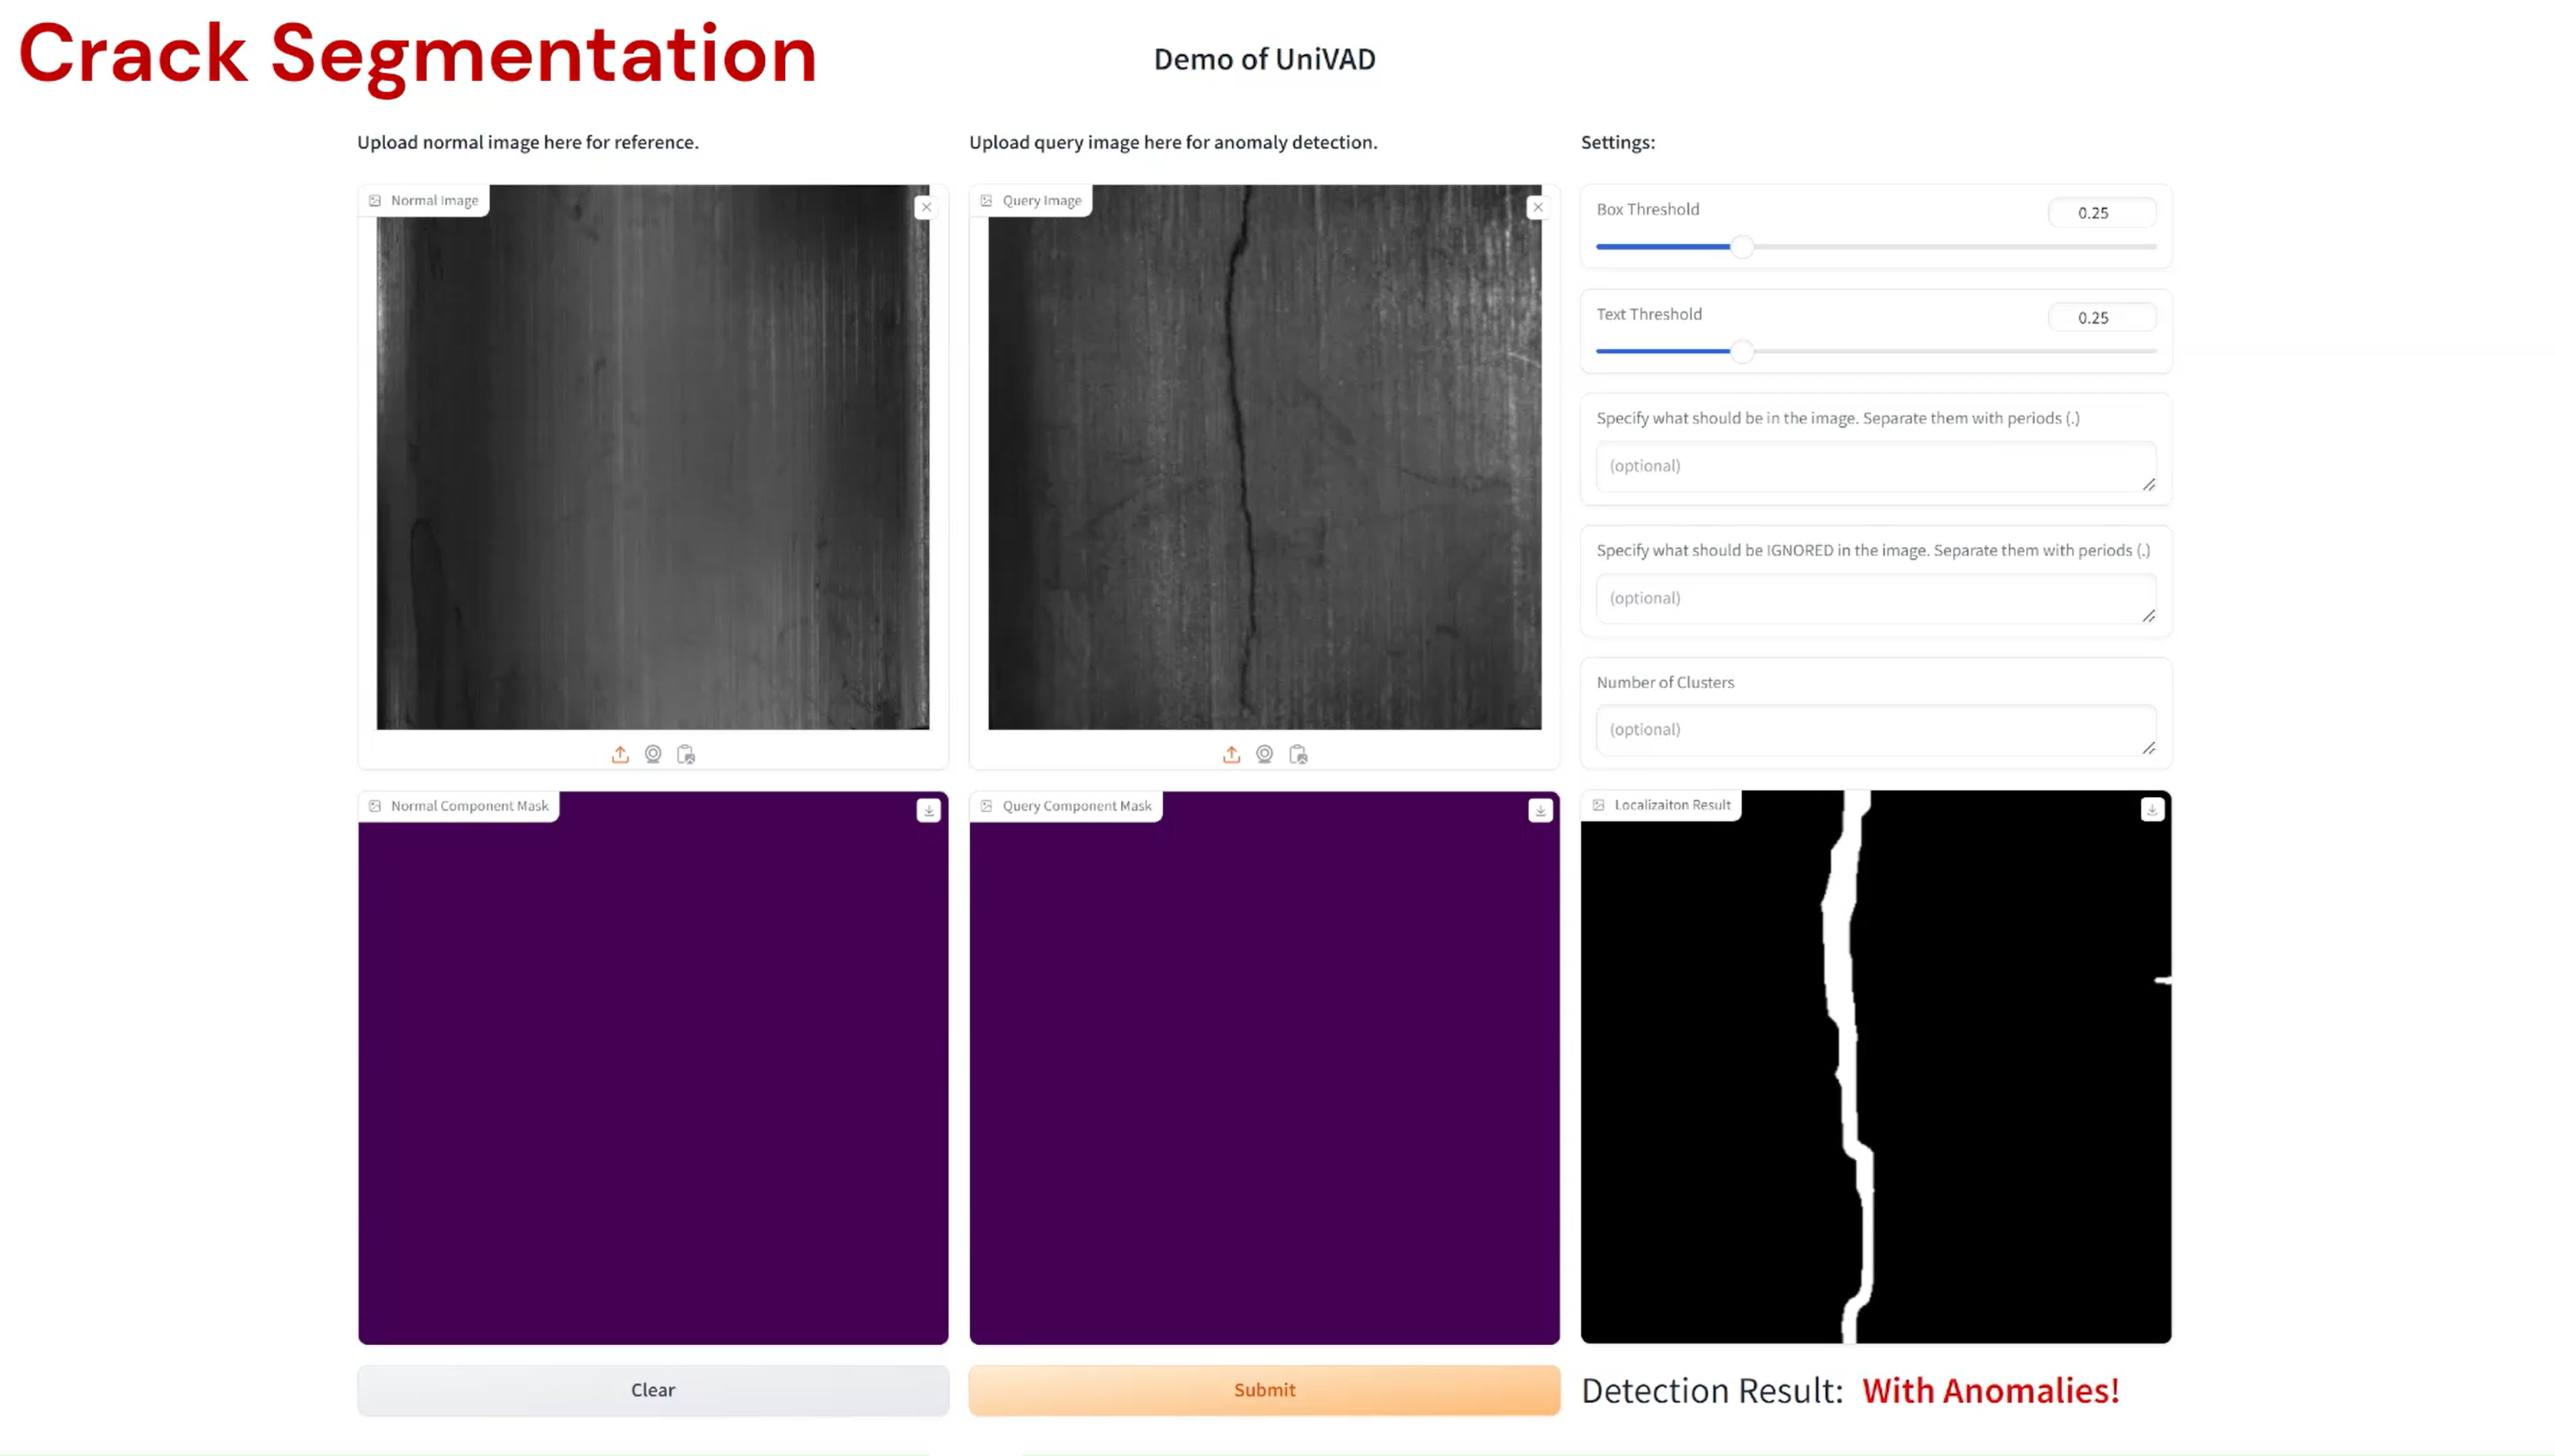 Crack Segmentation
Demo of UniVAD
Upload normal image here for reference.
Upload query image here for anomaly detection.
Settings:
Normal Image
Query Image
Box Threshold
0.25
Text Threshold
0.25
Specify what should be in the image. Separate them with periods (.)
(optional)
Specify what should be IGNORED in the image. Separate them with periods (.)
(optional)
Number of Clusters
(optional)
Normal Component Mask
Query Component Mask
Localizaiton Result
Clear
Submit
Detection Result: With Anomalies!